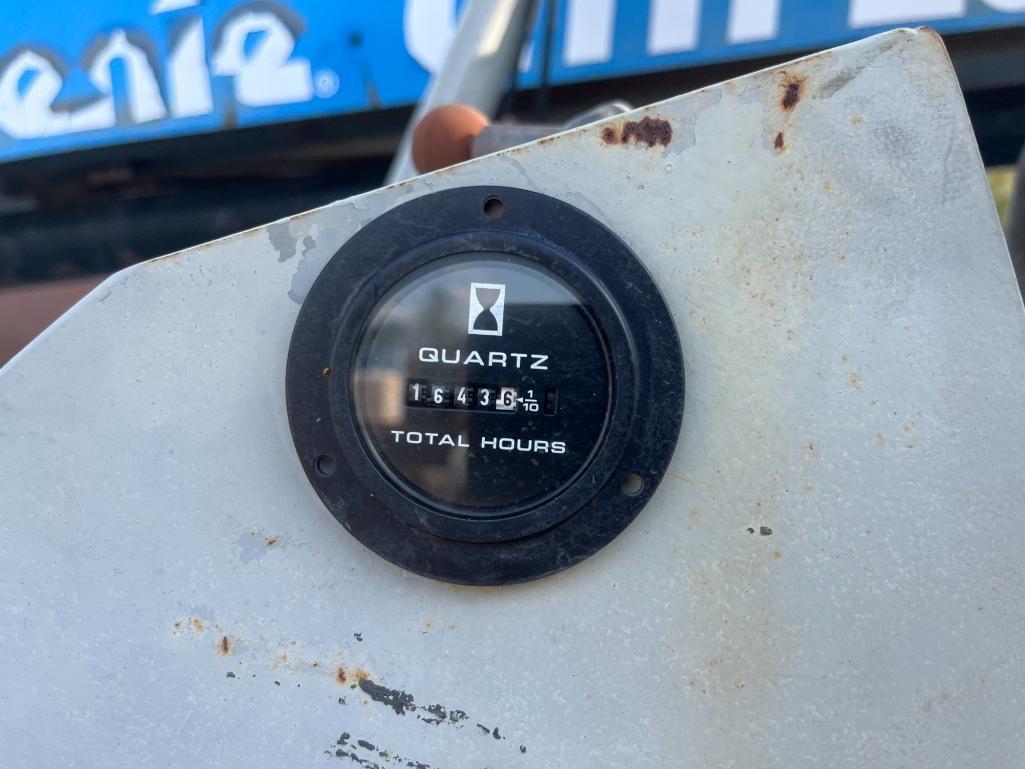 enie®
QUARTZ
16436 ◄ 1/10
TOTAL HOURS